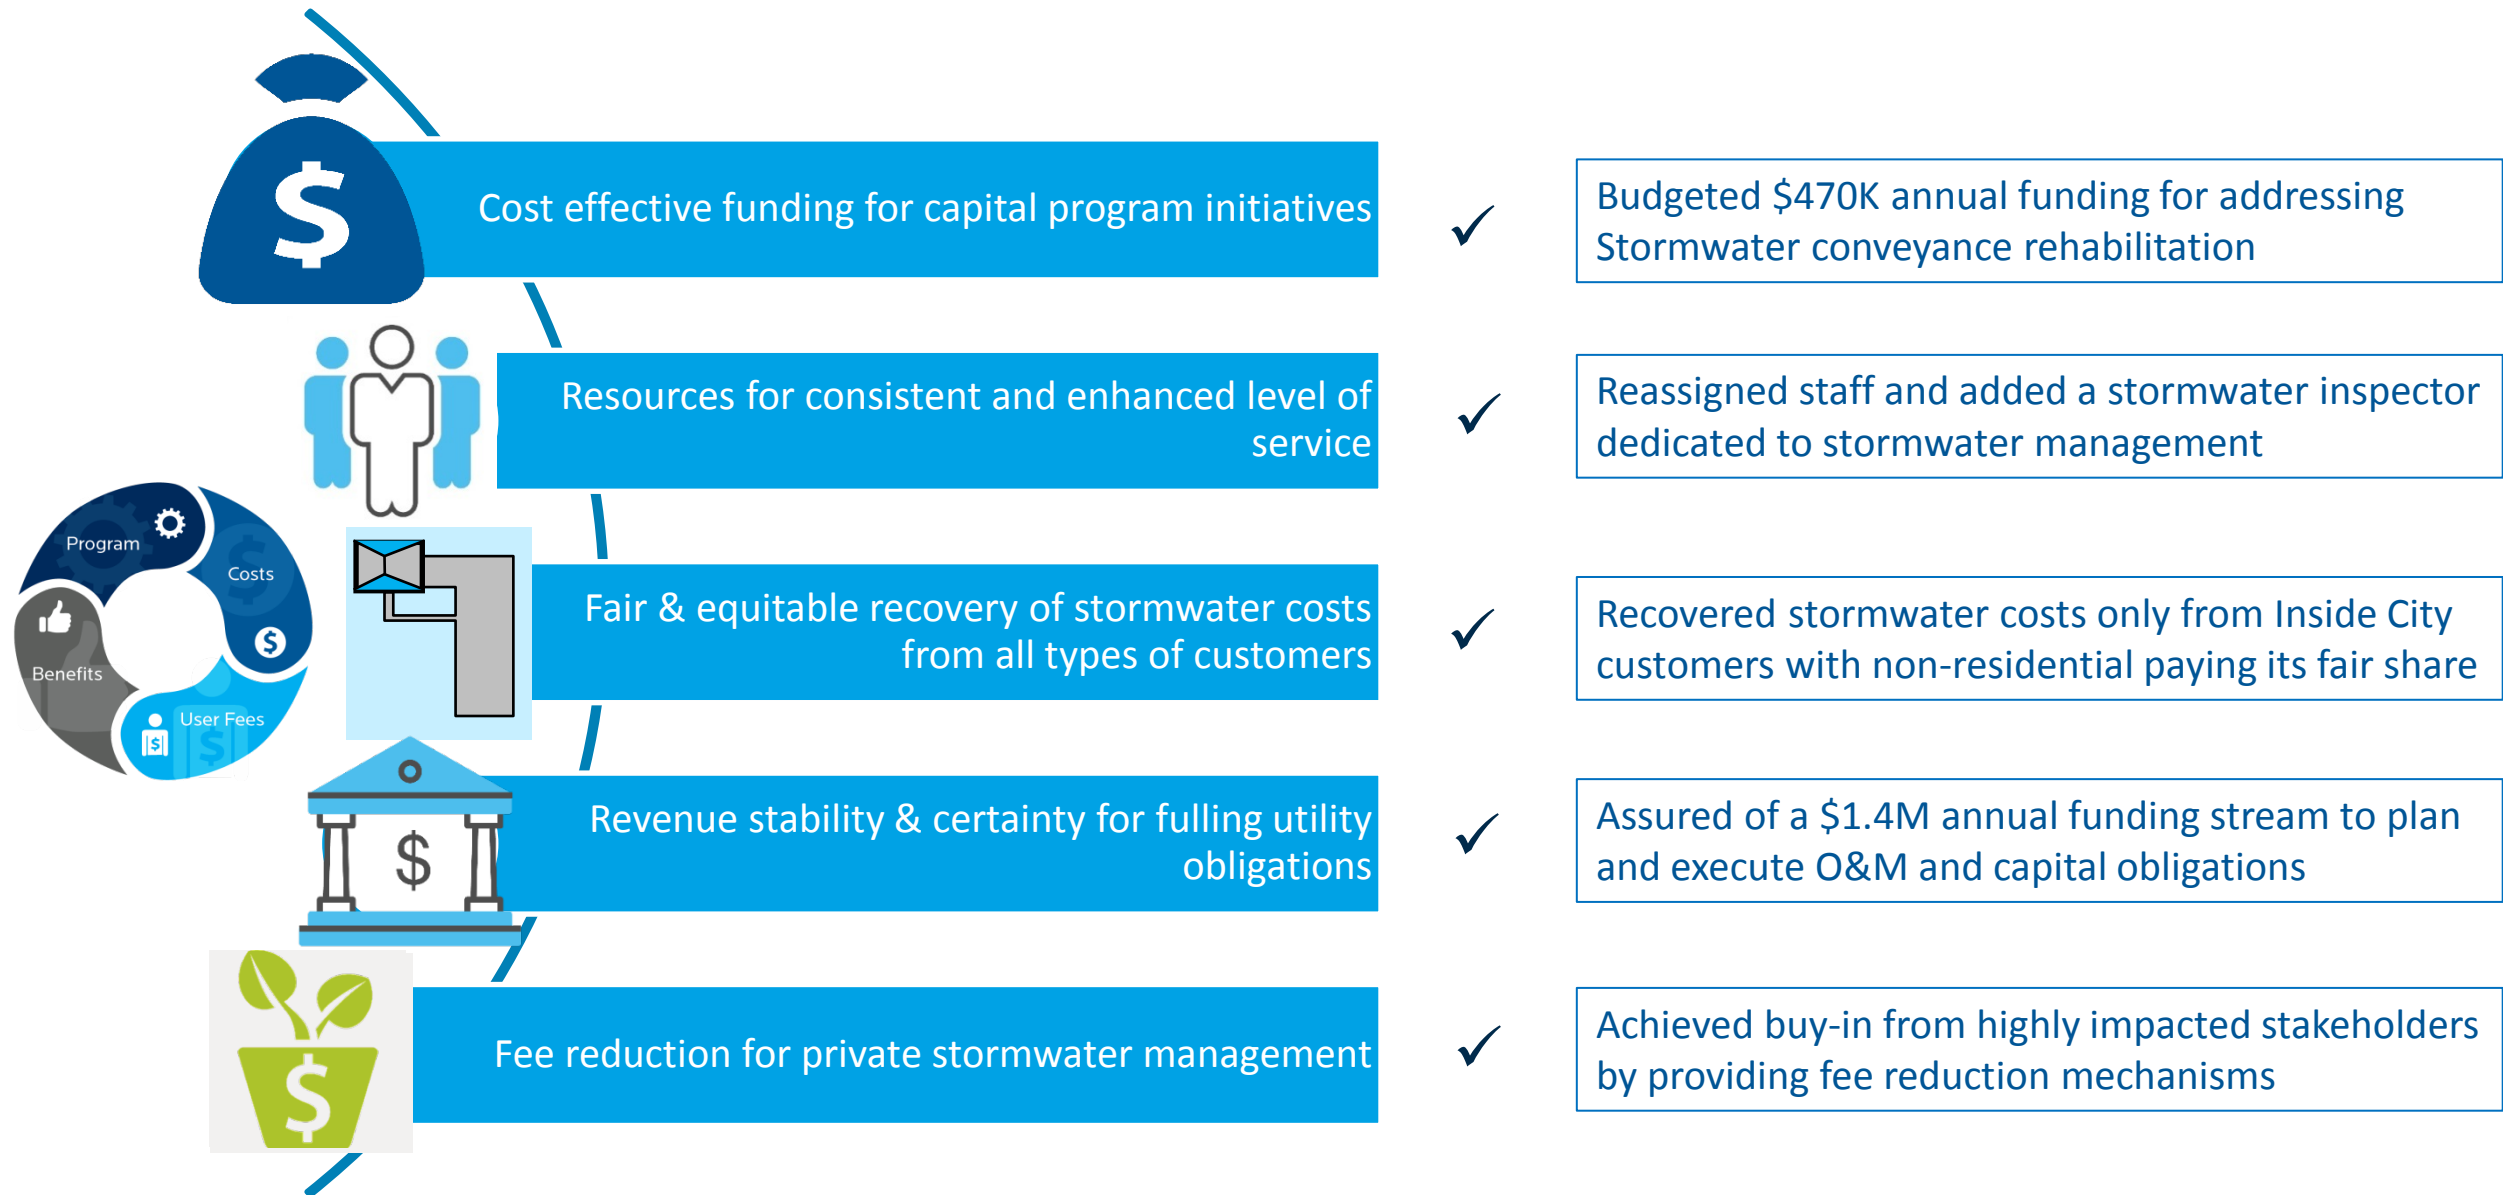 $
Cost effective funding for capital program initiatives
✓
Budgeted $470K annual funding for addressing
Stormwater conveyance rehabilitation
Resources for consistent and enhanced level of
service
✓
Reassigned staff and added a stormwater inspector
dedicated to stormwater management
Program
Costs
$
$
Benefits
User Fees
$
$
Fair & equitable recovery of stormwater costs
from all types of customers
✓
Recovered stormwater costs only from Inside City
customers with non-residential paying its fair share
$
Revenue stability & certainty for fulling utility
obligations
✓
Assured of a $1.4M annual funding stream to plan
and execute O&M and capital obligations
$
Fee reduction for private stormwater management
✓
Achieved buy-in from highly impacted stakeholders
by providing fee reduction mechanisms